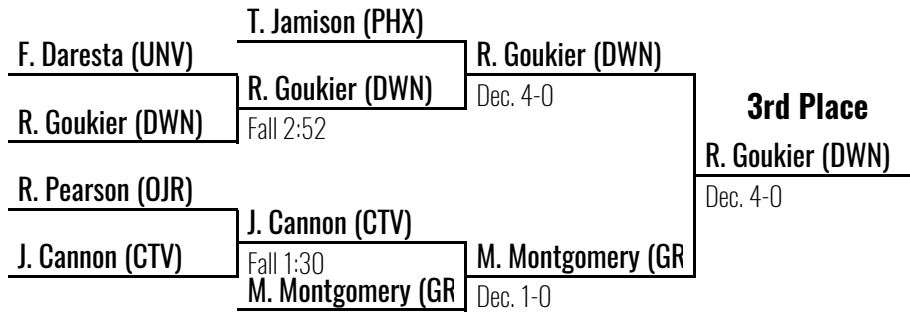 T. Jamison (PHX)
F. Daresta (UNV)
R. Goukier (DWN)
R. Goukier (DWN)
Dec. 4-0
R. Goukier (DWN)
Fall 2:52
3rd Place
R. Goukier (DWN)
Dec. 4-0
R. Pearson (OJR)
J. Cannon (CTV)
J. Cannon (CTV)
Fall 1:30
M. Montgomery (GR
M. Montgomery (GR
Dec. 1-0